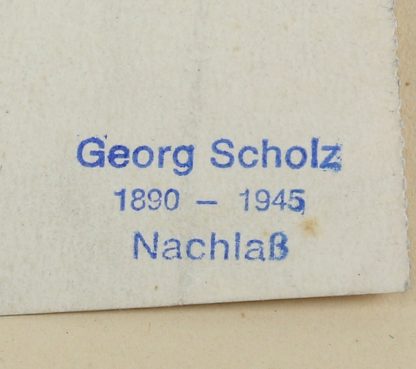 Georg Scholz
1890 – 1945
Nachlaß